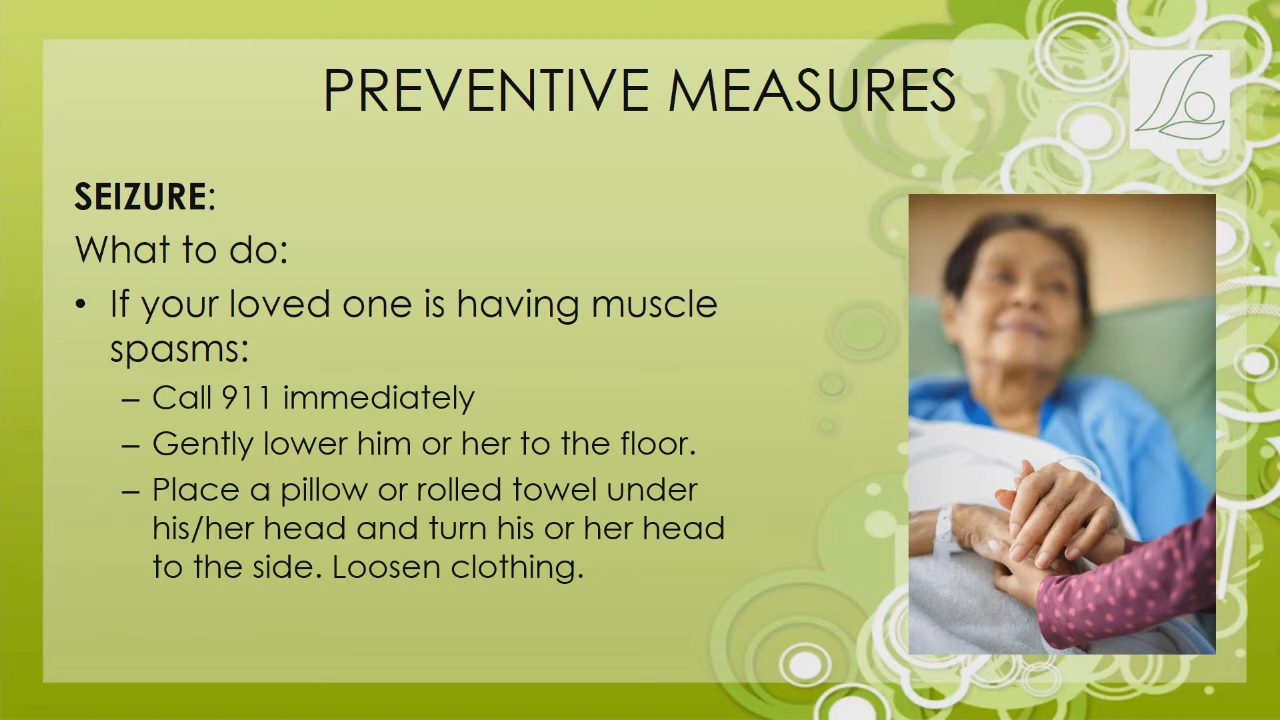 PREVENTIVE MEASURES
SEIZURE:
What to do:
• If your loved one is having muscle
spasms:
– Call 911 immediately
– Gently lower him or her to the floor.
– Place a pillow or rolled towel under
his/her head and turn his or her head
to the side. Loosen clothing.